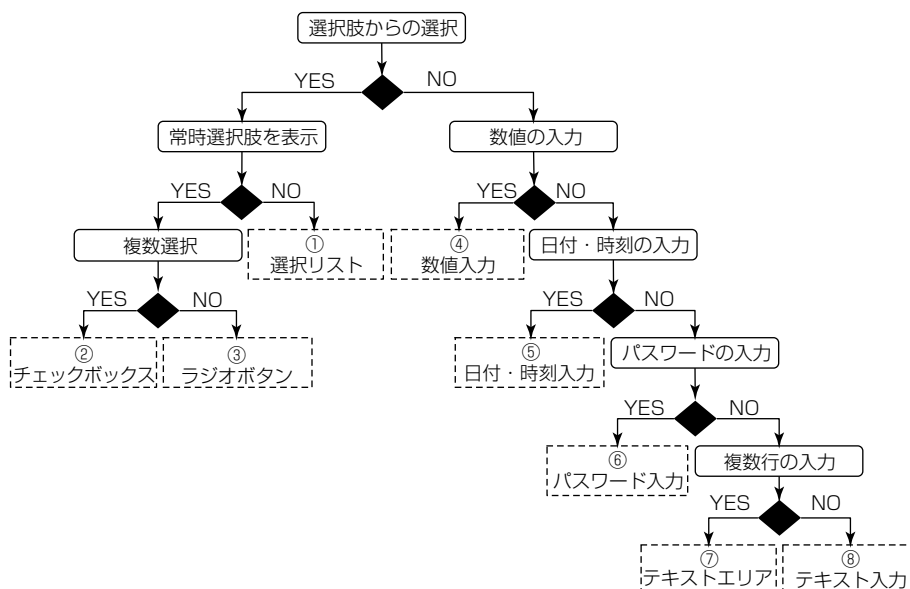 選択肢からの選択
YES
NO
常時選択肢を表示
数値の入力
YES
NO
YES
NO
複数選択
①
選択リスト
④
数値入力
日付・時刻の入力
YES
NO
YES
NO
②
チェックボックス
③
ラジオボタン
⑤
日付・時刻入力
パスワードの入力
YES
NO
⑥
パスワード入力
複数行の入力
YES
NO
⑦
テキストエリア
⑧
テキスト入力